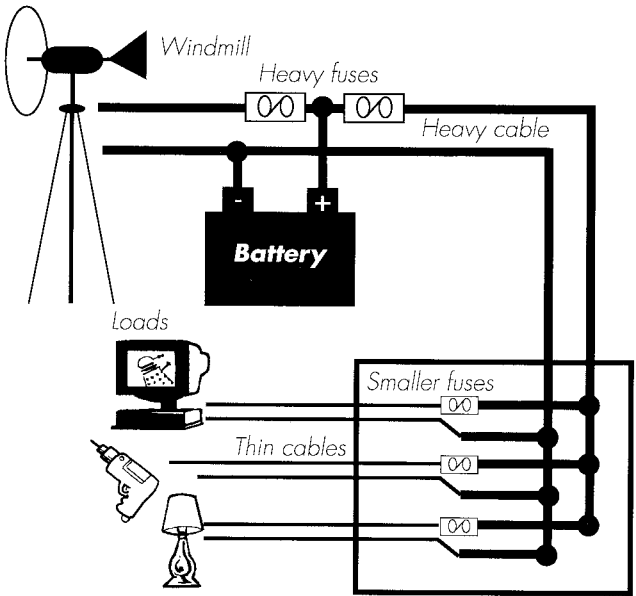 Windmill
Heavy fuses
Heavy cable
- +
Battery
Loads
Smaller fuses
Thin cables